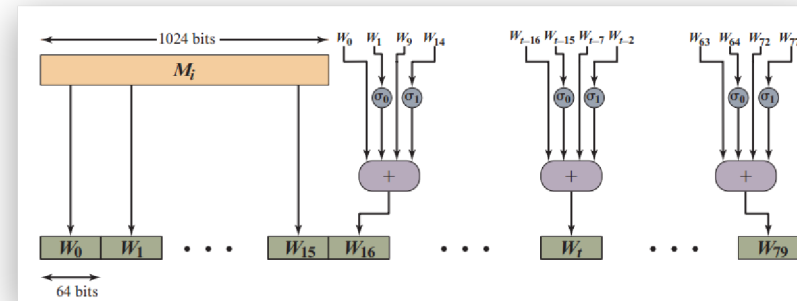 1024 bits
W0 W1 W9 W14
Wt–16 Wt–15 Wt–7 Wt–2
W63 W64 W72
Mi
σ0 σ1
σ0 σ1
σ0 σ1
+
+
+
W0 W1 • • • W15 W16 • • • Wt • • • W79
64 bits